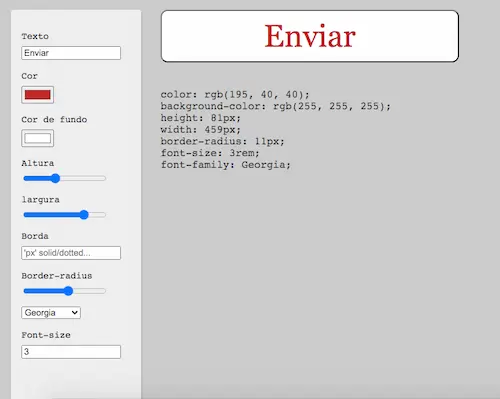 Texto
Enviar
Cor
Cor de fundo
Altura
largura
Borda
'px' solid/dotted...
Border-radius
Georgia
Font-size
3
Enviar
color: rgb(195, 40, 40);
background-color: rgb(255, 255, 255);
height: 81px;
width: 459px;
border-radius: 11px;
font-size: 3rem;
font-family: Georgia;